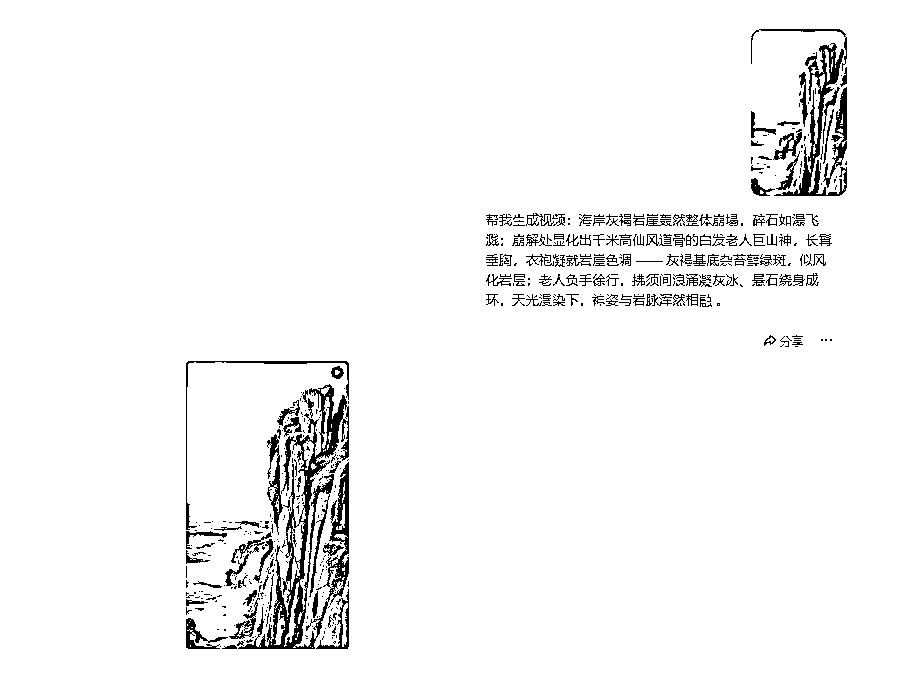 帮我生成视频：海岸灰褐岩崖轰然整体崩塌，碎石如瀑飞
溅；崩解处显化出千米高仙风道骨的白发老人巨山神，长髯
垂胸，衣袍凝就岩崖色调 —— 灰褐基底杂苔藓绿斑，似风
化岩层；老人负手徐行，拂须间浪涌凝灰冰、悬石绕身成
环，天光漫染下，神姿与岩脉浑然相融 。
分享